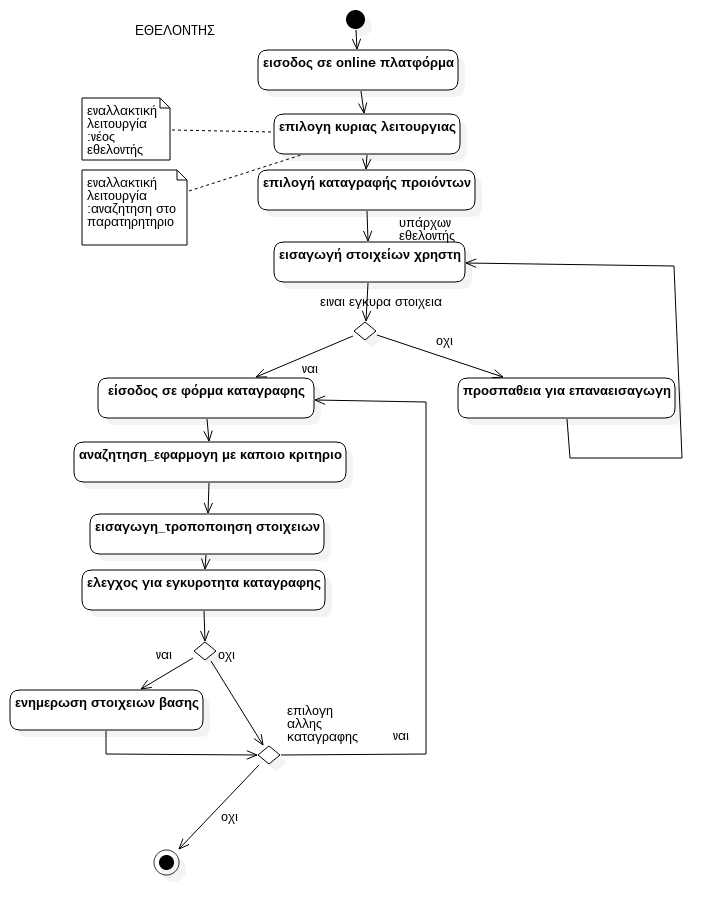 ΕΘΕΛΟΝΤΗΣ
εισοδος σε online πλατφόρμα
εναλλακτική
λειτουργία
:νέος
εθελοντής
επιλογη κυριας λειτουργιας
εναλλακτική
λειτουργία
:αναζητηση στο
παρατηρητηριο
επιλογή καταγραφής προιόντων
υπάρχων
εθελοντής
εισαγωγή στοιχείων χρηστη
ειναι εγκυρα στοιχεια
οχι
ναι
είσοδος σε φόρμα καταγραφης
προσπαθεια για επαναεισαγωγη
αναζητηση_εφαρμογη με καποιο κριτηριο
εισαγωγη_τροποποιηση στοιχειων
ελεγχος για εγκυροτητα καταγραφης
ναι
οχι
ενημερωση στοιχειων βασης
επιλογη
αλλης
καταγραφης
ναι
οχι